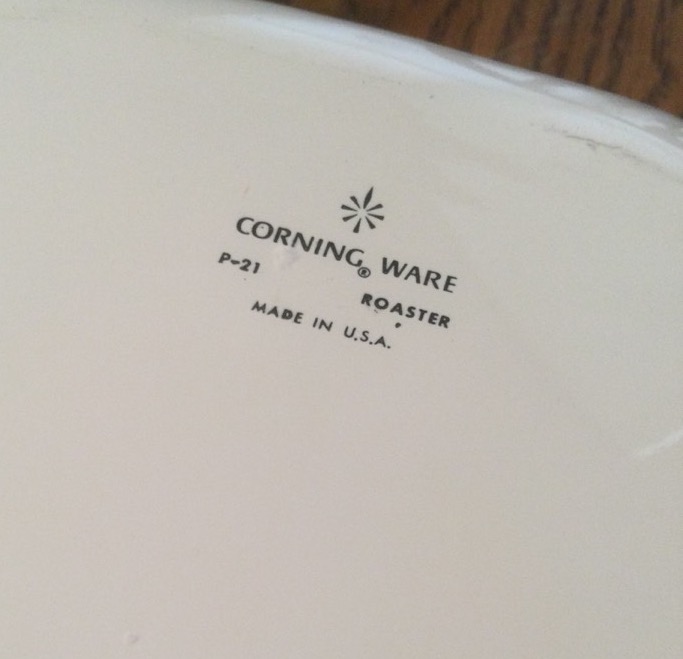 CORNING® WARE
P-21 ROASTER
MADE IN U.S.A.